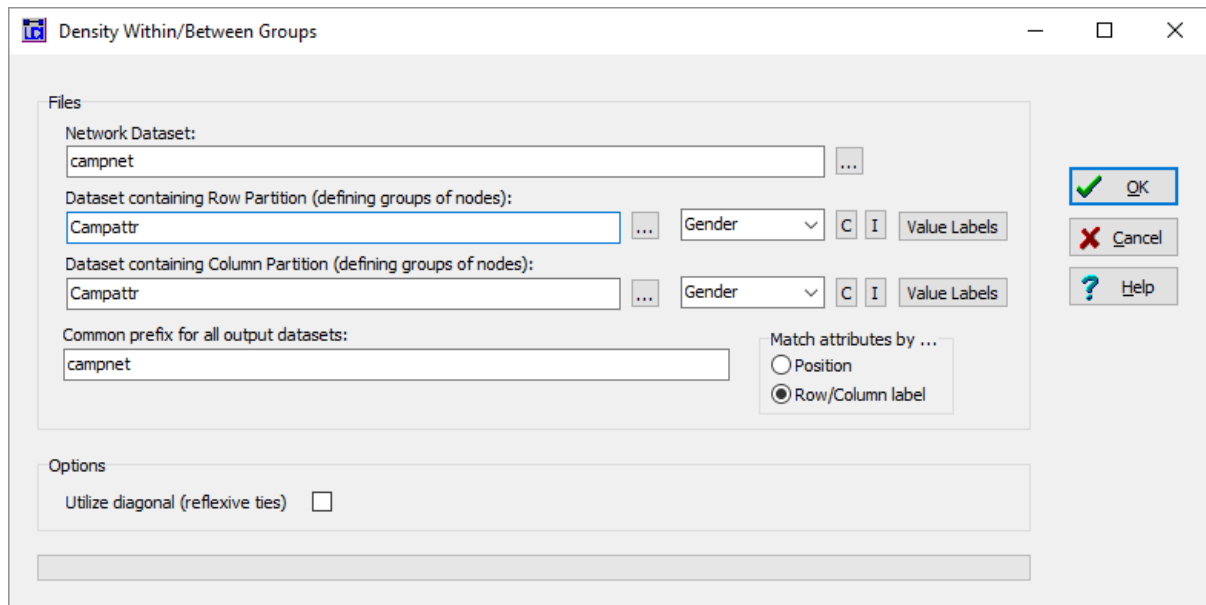 Density Within/Between Groups
Files
Network Dataset:
campnet
...
Dataset containing Row Partition (defining groups of nodes):
Campattr
...
Gender
C
I
Value Labels
Dataset containing Column Partition (defining groups of nodes):
Campattr
...
Gender
C
I
Value Labels
Common prefix for all output datasets:
campnet
Match attributes by ...
Position
Row/Column label
OK
Cancel
Help
Options
Utilize diagonal (reflexive ties)